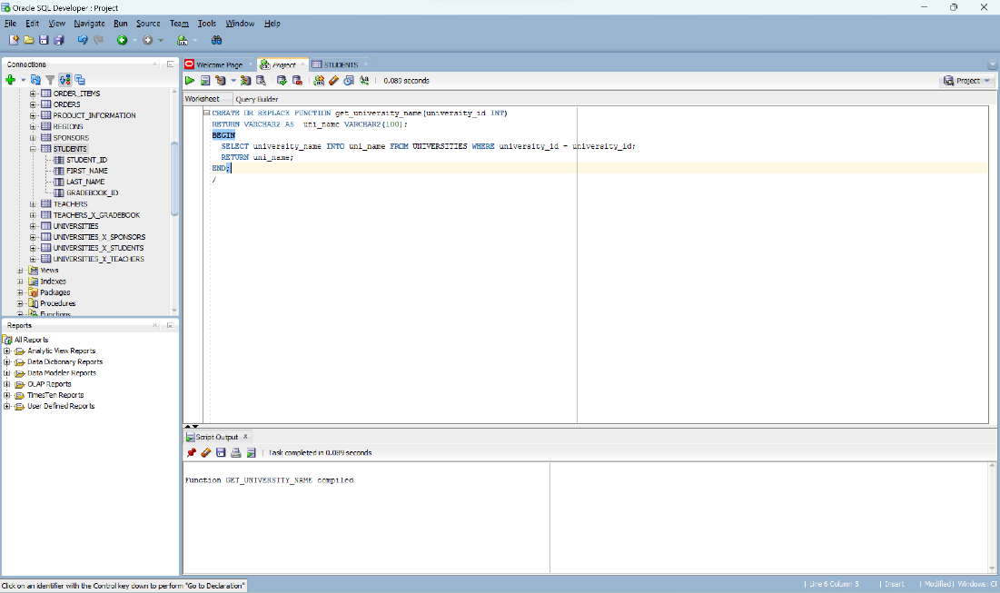 Oracle SQL Developer : Project
File Edit View Navigate Run Source Team Tools Window Help
Connections
ORDER_ITEMS
ORDERS
PRODUCT_INFORMATION
REGIONS
SPONSORS
STUDENTS
STUDENT_ID
FIRST_NAME
LAST_NAME
GRADEBOOK_ID
TEACHERS
TEACHERS_X_GRADEBOOK
UNIVERSITIES
UNIVERSITIES_X_SPONSORS
UNIVERSITIES_X_STUDENTS
UNIVERSITIES_X_TEACHERS
Views
Indexes
Packages
Procedures
Functions
Reports
All Reports
Analytic View Reports
Data Dictionary Reports
Data Modeler Reports
OLAP Reports
TimesTen Reports
User Defined Reports
Welcome Page Project STUDENTS
0.089 seconds Project
Worksheet Query Builder
CREATE OR REPLACE FUNCTION get_university_name(university_id INT)
RETURN VARCHAR2 AS uni_name VARCHAR2(100);
BEGIN
SELECT university_name INTO uni_name FROM UNIVERSITIES WHERE university_id = university_id;
RETURN uni_name;
END;
/
Script Output
Task completed in 0.089 seconds
Function GET_UNIVERSITY_NAME compiled
Click on an identifier with the Control key down to perform "Go to Declaration"
Line 6 Column 5 | Insert | Modified | Windows: Cl